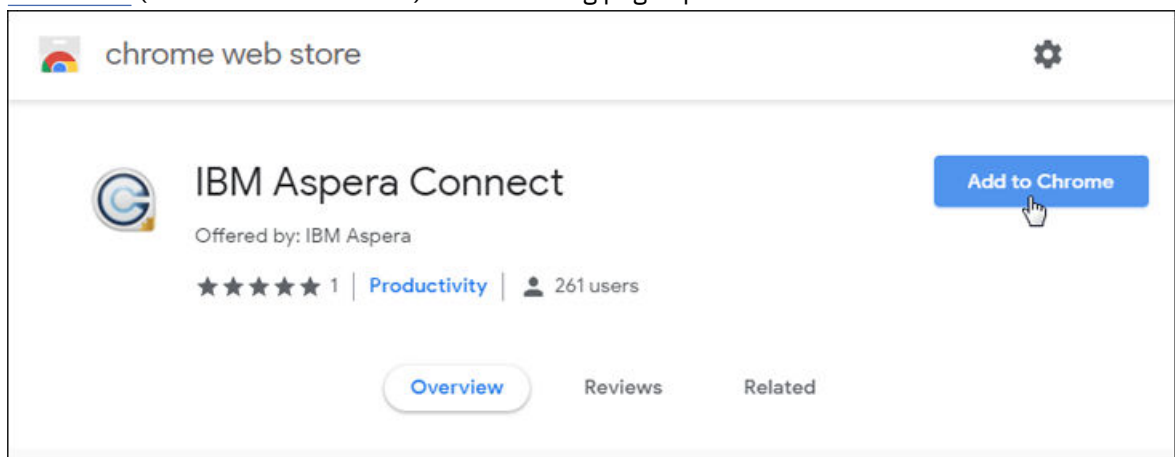 chrome web store
IBM Aspera Connect
Add to Chrome
Offered by: IBM Aspera
★★★★★ 1 | Productivity | 261 users
Overview Reviews Related